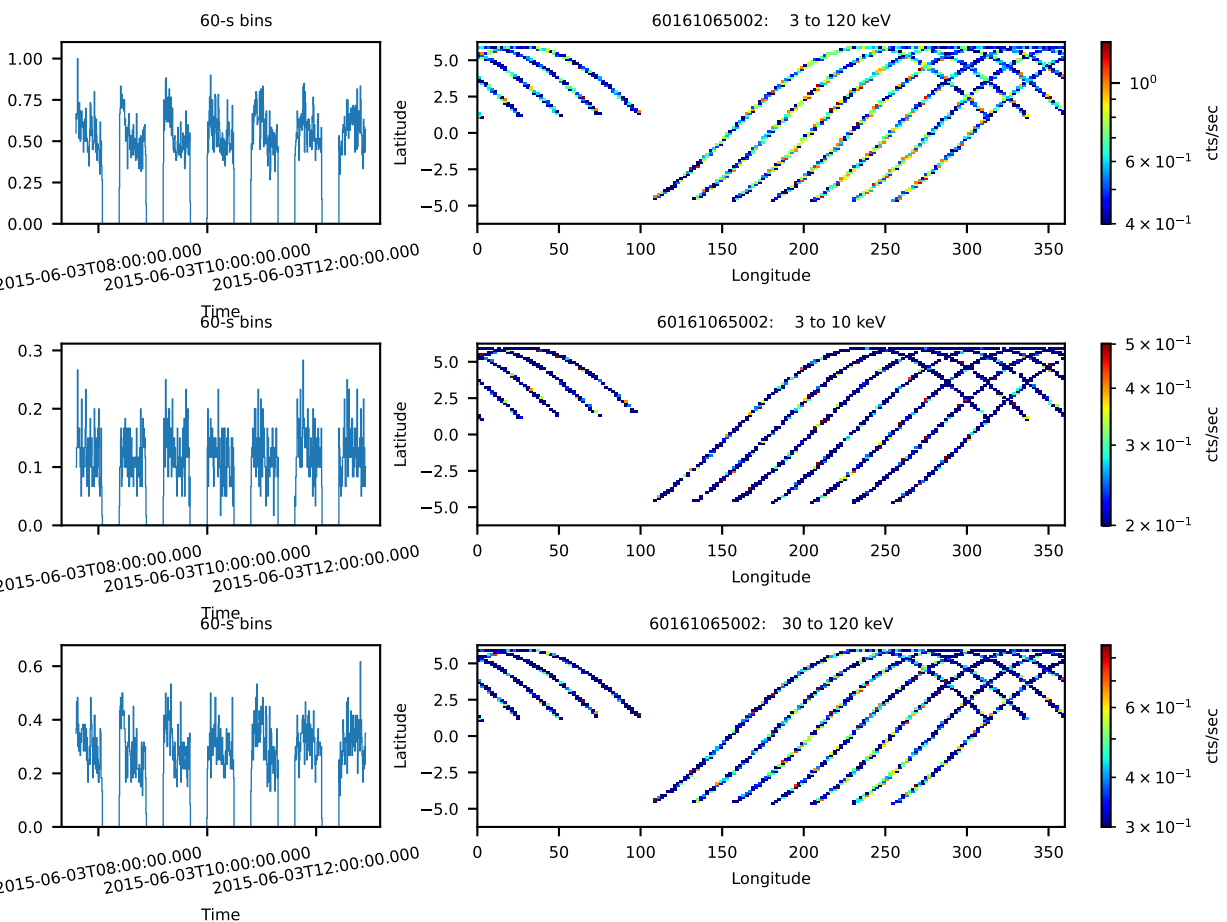 60-s bins
60161065002: 3 to 120 keV
1.00
0.75
0.50
0.25
0.00
2015-06-03T08:00:00.000
2015-06-03T10:00:00.000
2015-06-03T12:00:00.000
Time
Latitude
5.0
2.5
0.0
−2.5
−5.0
0 50 100 150 200 250 300 350
Longitude
10⁰
6 × 10⁻¹
4 × 10⁻¹
cts/sec
60-s bins
60161065002: 3 to 10 keV
0.3
0.2
0.1
0.0
2015-06-03T08:00:00.000
2015-06-03T10:00:00.000
2015-06-03T12:00:00.000
Time
Latitude
5.0
2.5
0.0
−2.5
−5.0
0 50 100 150 200 250 300 350
Longitude
5 × 10⁻¹
4 × 10⁻¹
3 × 10⁻¹
2 × 10⁻¹
cts/sec
60-s bins
60161065002: 30 to 120 keV
0.6
0.4
0.2
0.0
2015-06-03T08:00:00.000
2015-06-03T10:00:00.000
2015-06-03T12:00:00.000
Time
Latitude
5.0
2.5
0.0
−2.5
−5.0
0 50 100 150 200 250 300 350
Longitude
6 × 10⁻¹
4 × 10⁻¹
3 × 10⁻¹
cts/sec